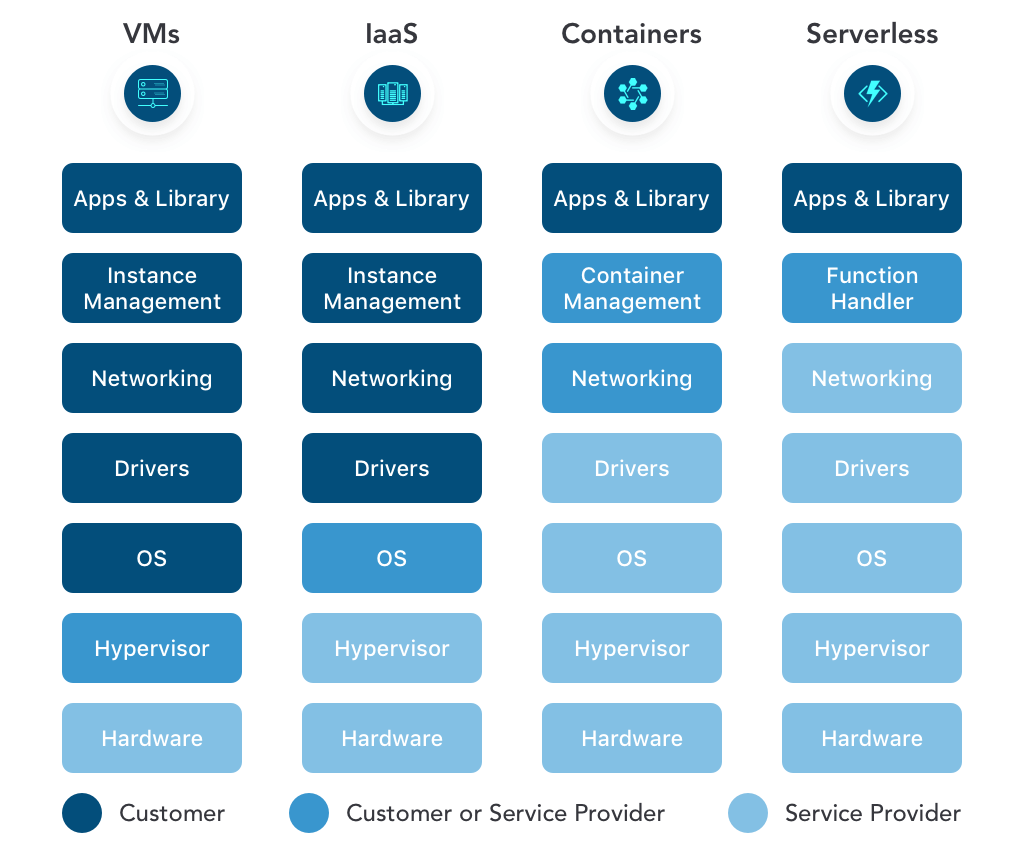 VMs
IaaS
Containers
Serverless
Apps & Library
Apps & Library
Apps & Library
Apps & Library
Instance
Management
Instance
Management
Container
Management
Function
Handler
Networking
Networking
Networking
Networking
Drivers
Drivers
Drivers
Drivers
OS
OS
OS
OS
Hypervisor
Hypervisor
Hypervisor
Hypervisor
Hardware
Hardware
Hardware
Hardware
Customer
Customer or Service Provider
Service Provider